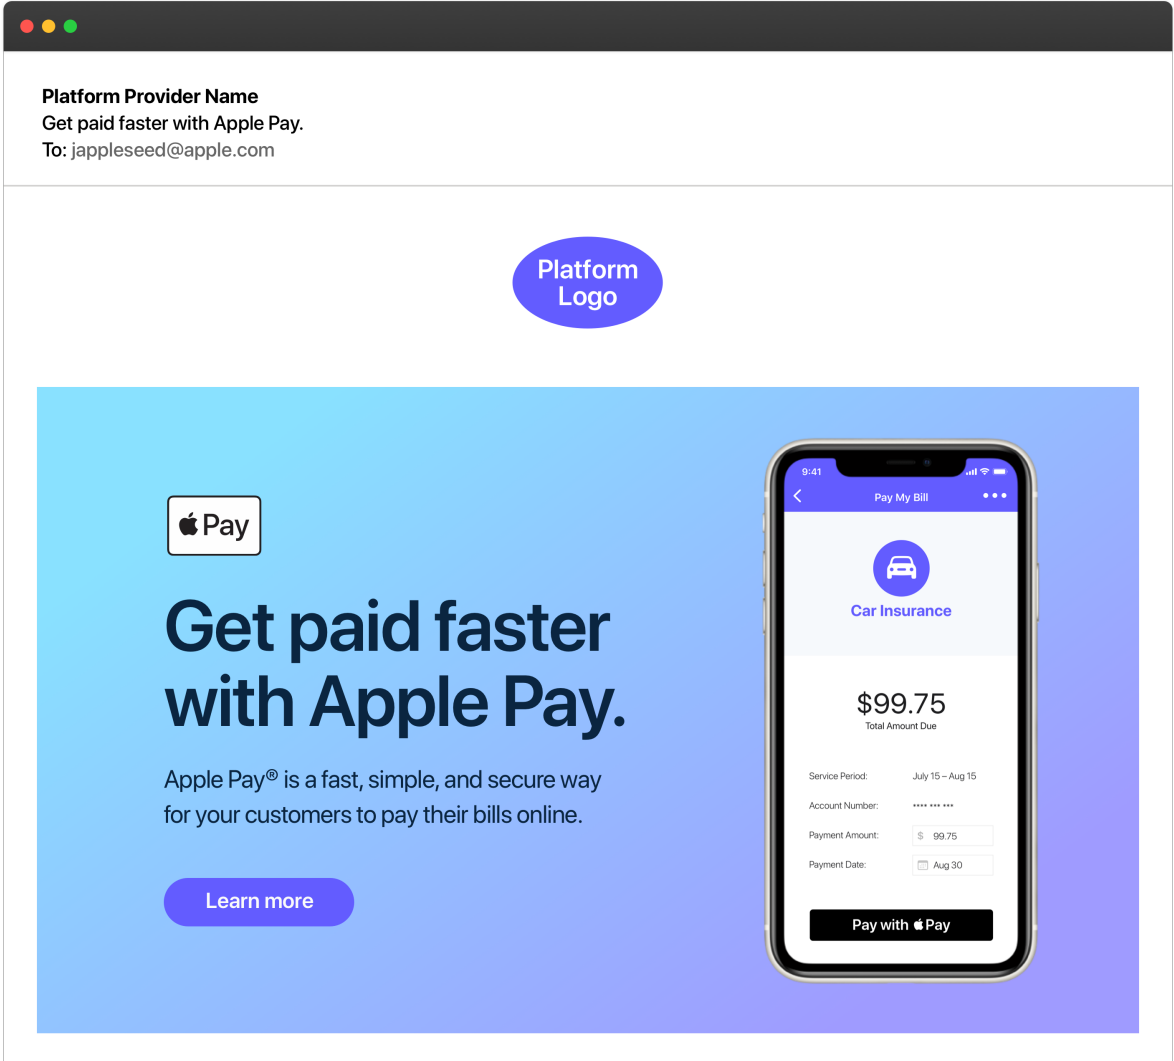 Platform Provider Name
Get paid faster with Apple Pay.
To: jappleseed@apple.com
Platform
Logo
Pay
Get paid faster
with Apple Pay.
Apple Pay® is a fast, simple, and secure way
for your customers to pay their bills online.
Learn more
9:41
Pay My Bill
Car Insurance
$99.75
Total Amount Due
Service Period: July 15 – Aug 15
Account Number: •••• ••• •••
Payment Amount: $ 99.75
Payment Date: Aug 30
Pay with Pay